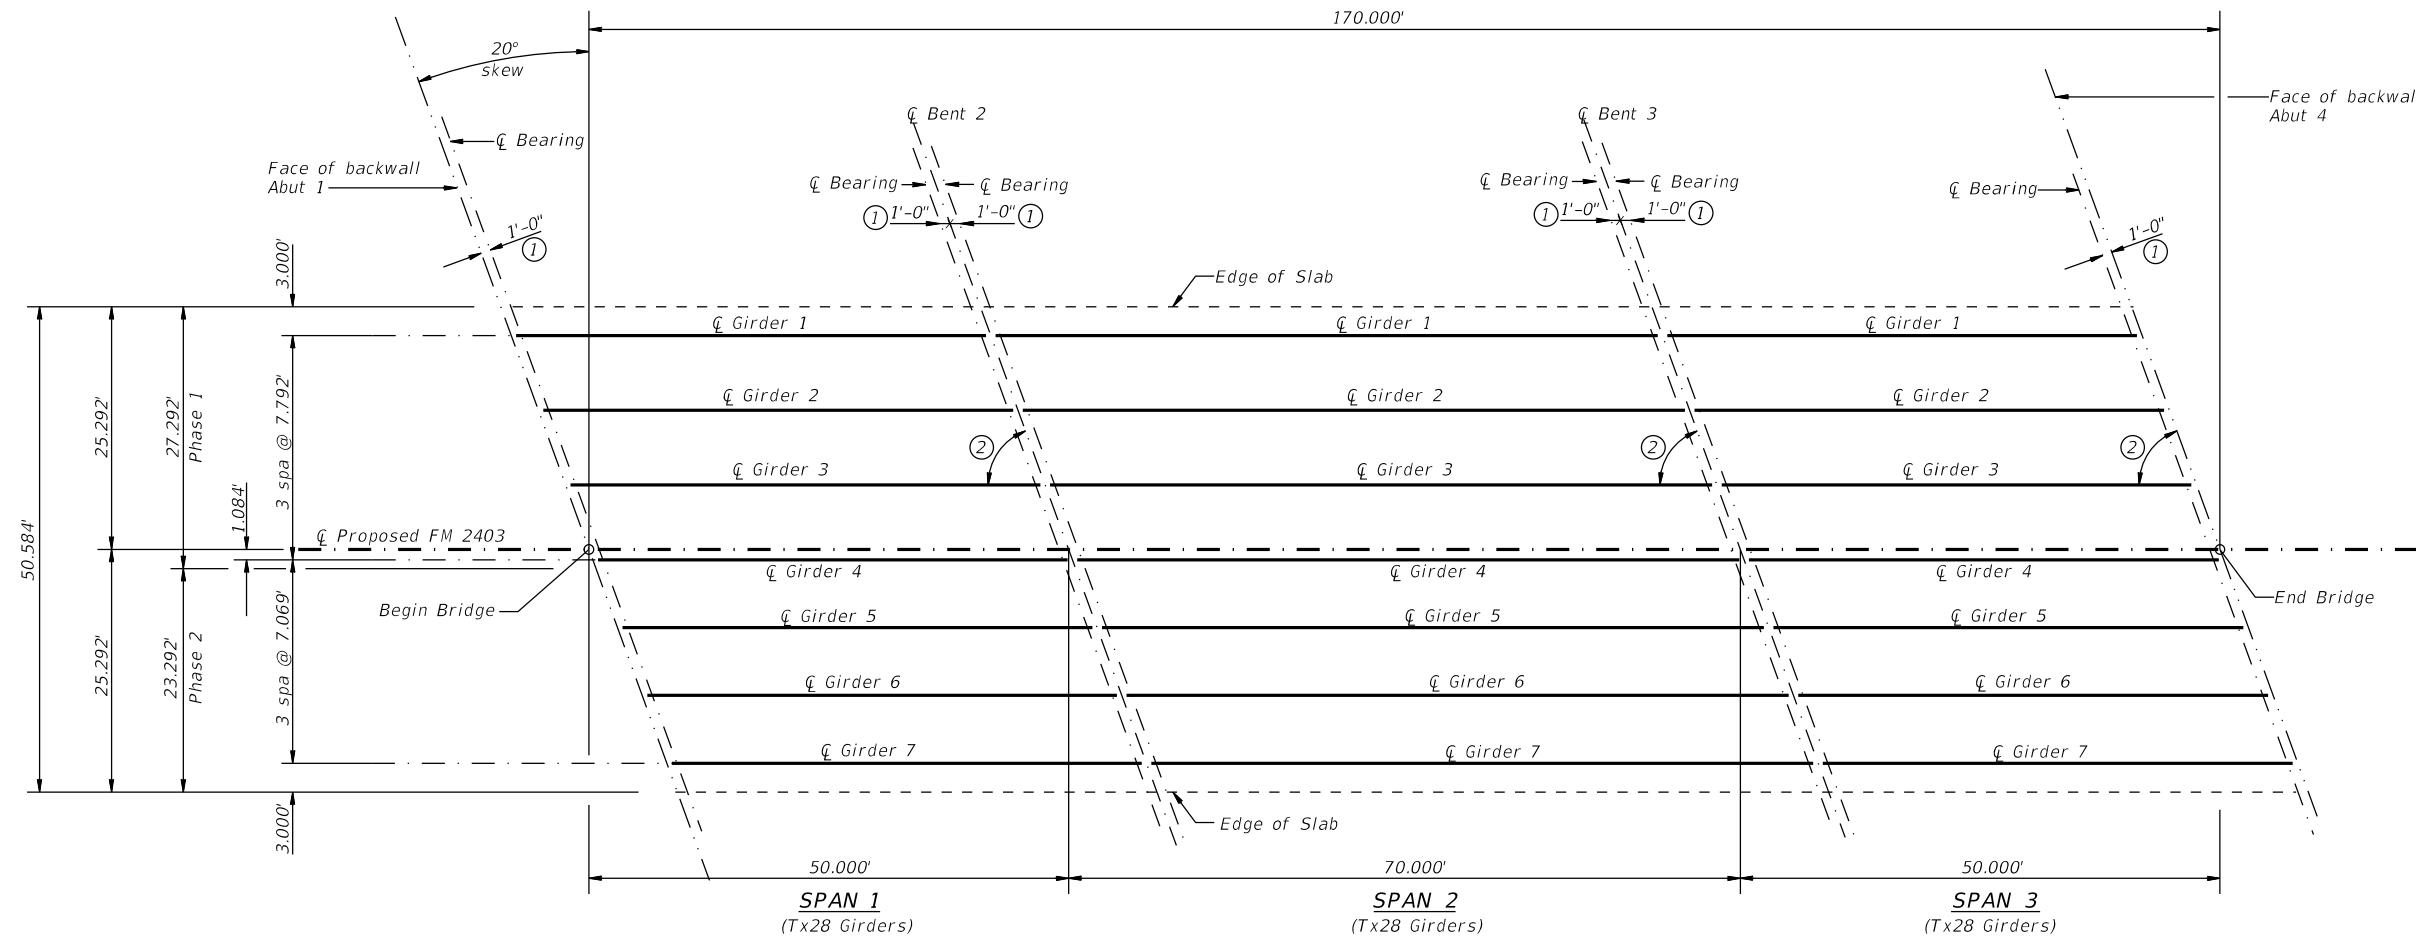 170.000'
20°
skew
℄ Bent 2
℄ Bent 3
Face of backwal
Abut 4
℄ Bearing
Face of backwall
Abut 1
℄ Bearing
℄ Bearing
℄ Bearing
℄ Bearing
℄ Bearing
1 1'-0"
1'-0" 1
1 1'-0"
1'-0" 1
1'-0"
1
1'-0"
1
3.000'
Edge of Slab
℄ Girder 1
℄ Girder 1
℄ Girder 1
℄ Girder 2
℄ Girder 2
℄ Girder 2
25.292'
27.292'
Phase 1
3 spa @ 7.792'
2
2
2
℄ Girder 3
℄ Girder 3
℄ Girder 3
1.084'
℄ Proposed FM 2403
50.584'
℄ Girder 4
℄ Girder 4
℄ Girder 4
Begin Bridge
End Bridge
℄ Girder 5
℄ Girder 5
℄ Girder 5
25.292'
23.292'
Phase 2
3 spa @ 7.069'
℄ Girder 6
℄ Girder 6
℄ Girder 6
℄ Girder 7
℄ Girder 7
℄ Girder 7
3.000'
Edge of Slab
50.000'
70.000'
50.000'
SPAN 1
(Tx28 Girders)
SPAN 2
(Tx28 Girders)
SPAN 3
(Tx28 Girders)